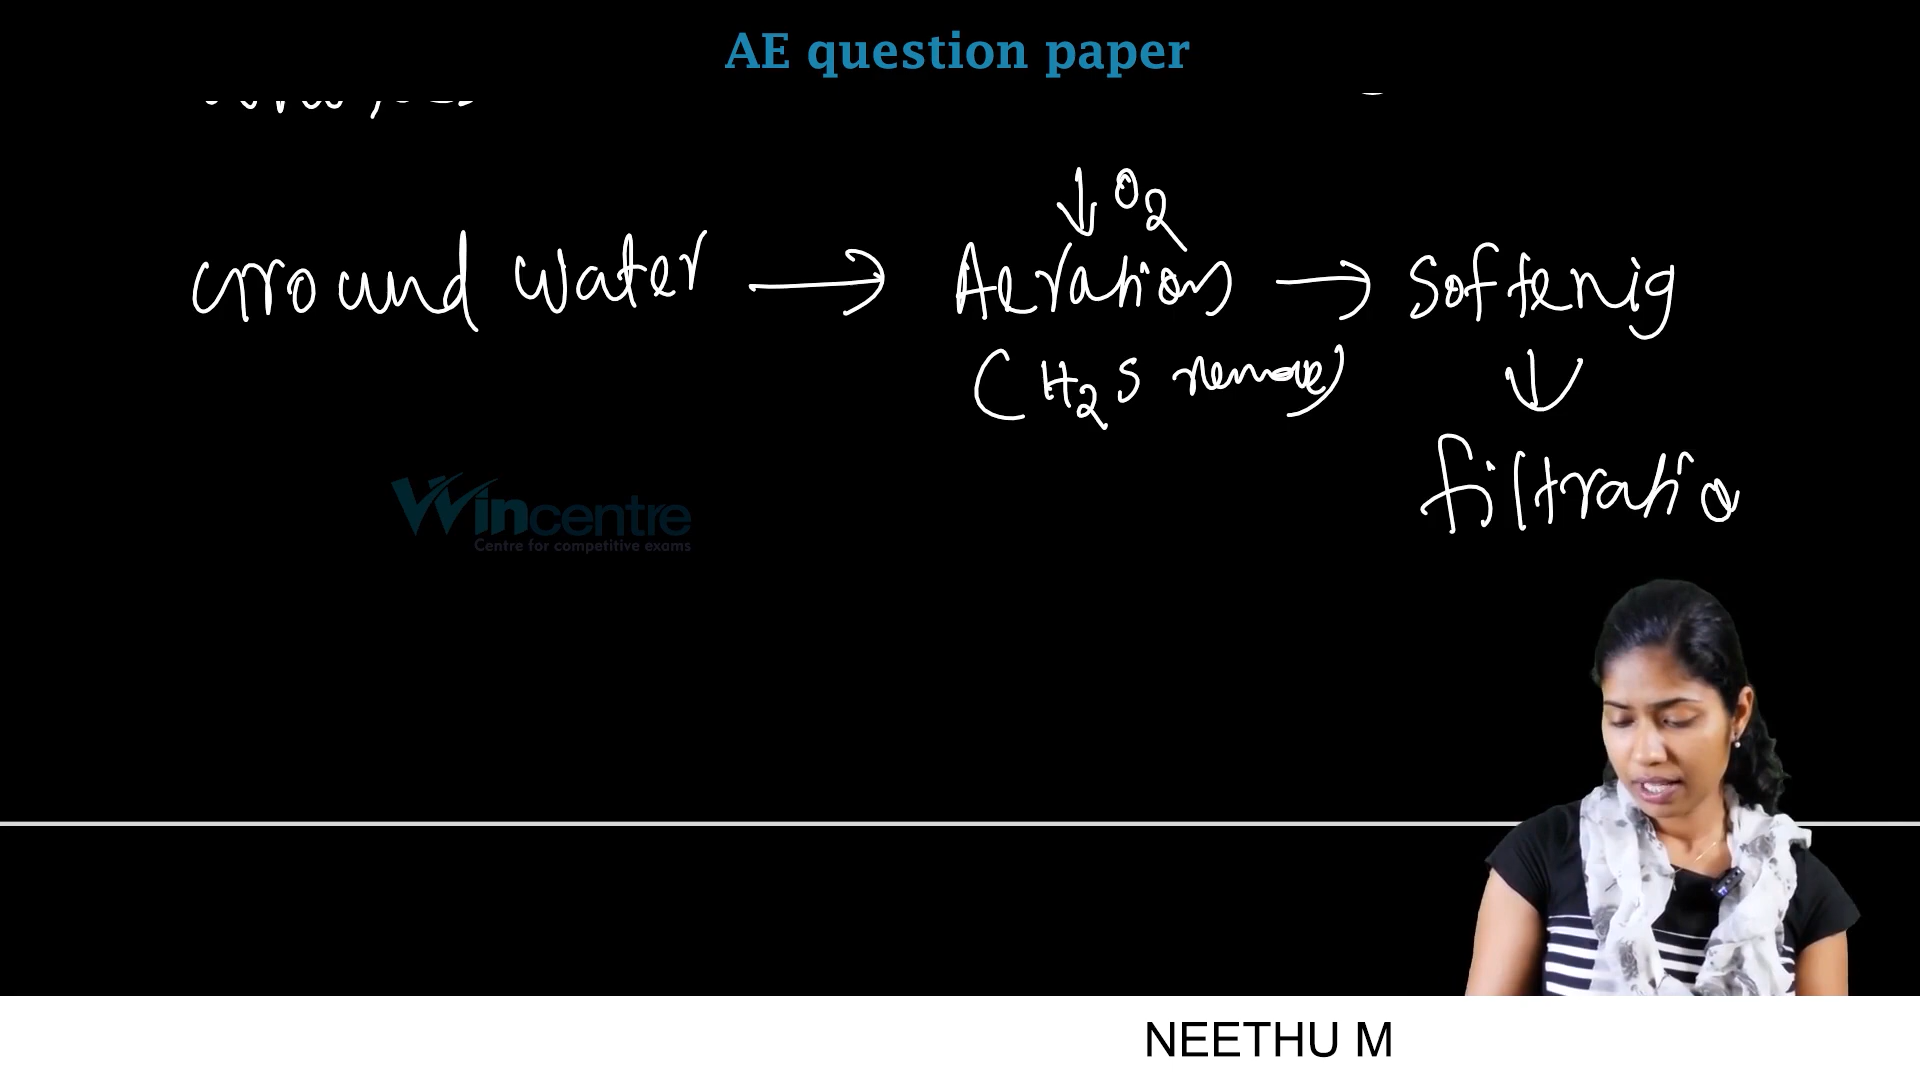 AE question paper
↓ O2
Ground water → Aeration → Softenig
(H2S remove) ↓
filtratio
Wincentre
Centre for competitive exams
NEETHU M